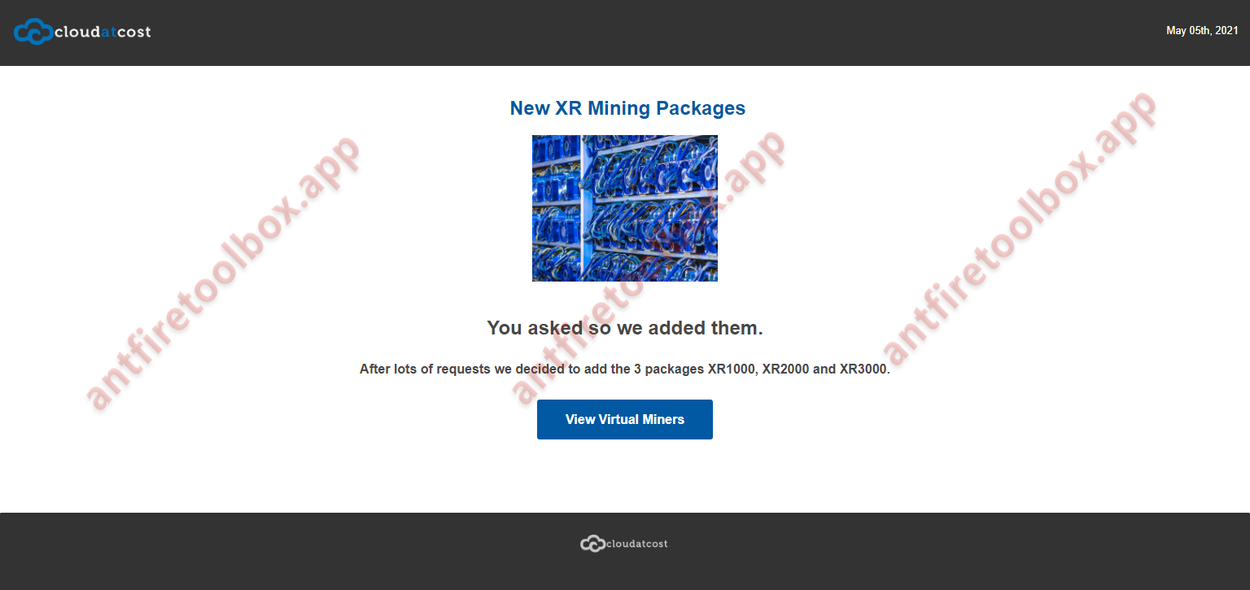 cloudatcost
May 05th, 2021
New XR Mining Packages
antfiretoolbox.app
antfiretoolbox.app
antfiretoolbox.app
You asked so we added them.
After lots of requests we decided to add the 3 packages XR1000, XR2000 and XR3000.
View Virtual Miners
cloudatcost